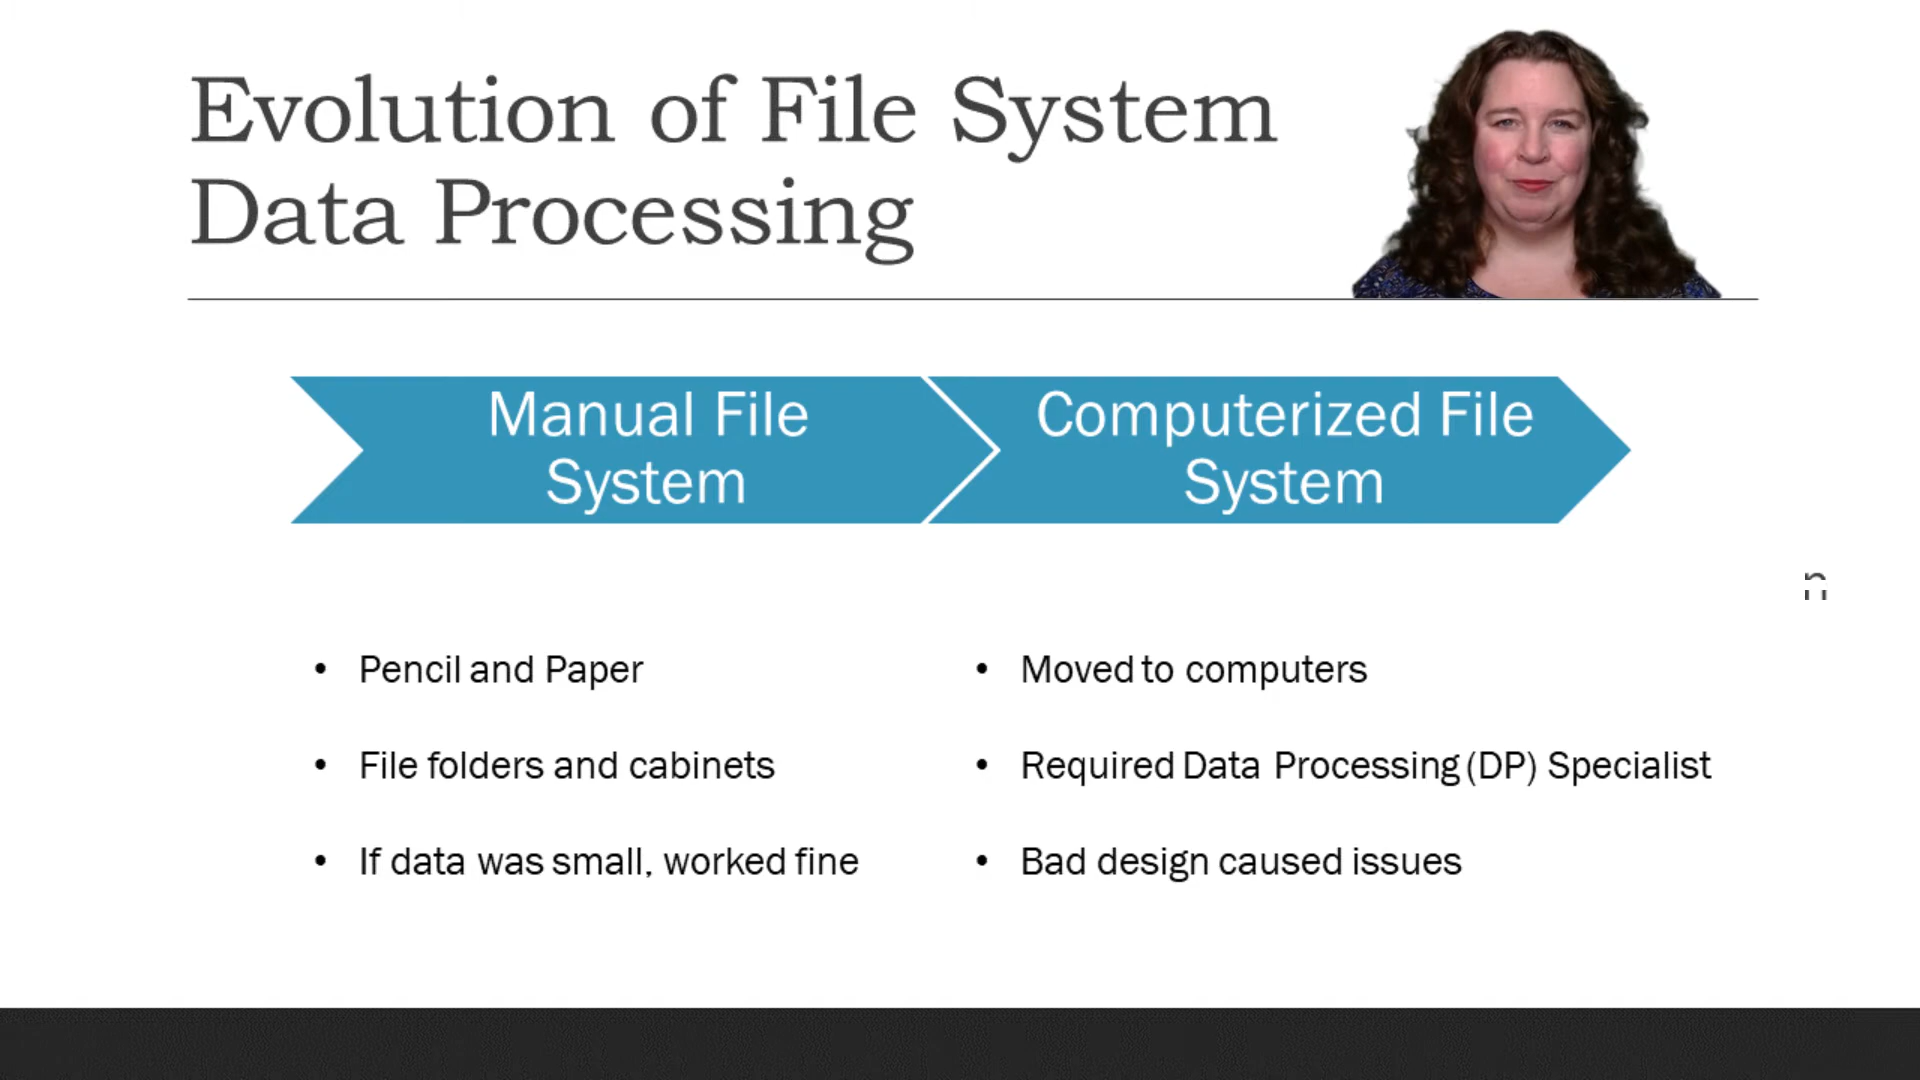 Evolution of File System
Data Processing
Manual File
System
Computerized File
System
n
• Pencil and Paper
• File folders and cabinets
• If data was small, worked fine
• Moved to computers
• Required Data Processing (DP) Specialist
• Bad design caused issues